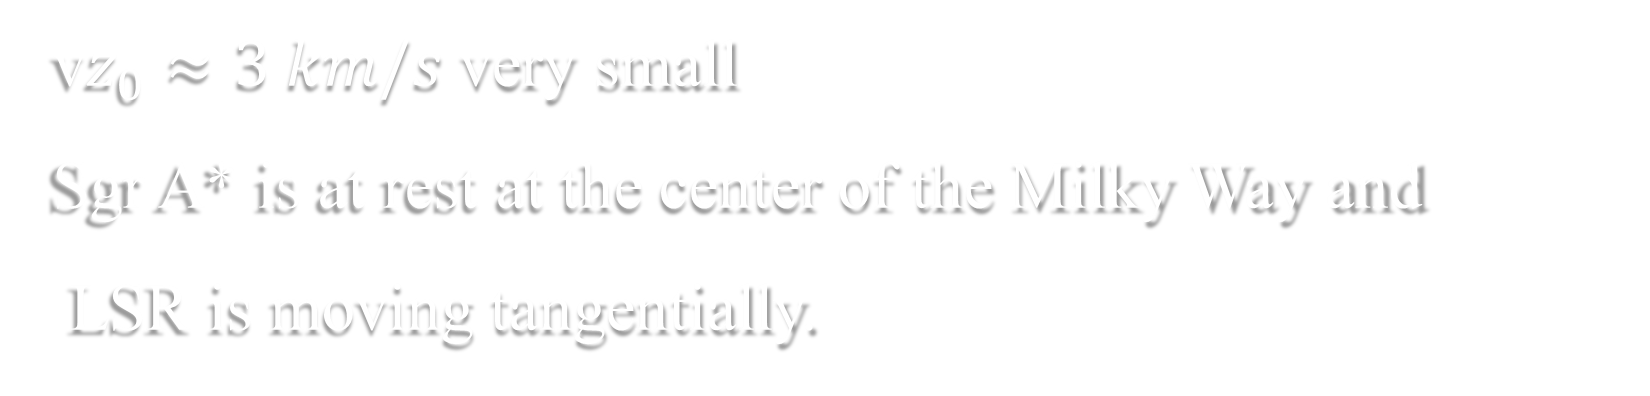 vz₀ ≈ 3 km/s very small
Sgr A* is at rest at the center of the Milky Way and
LSR is moving tangentially.